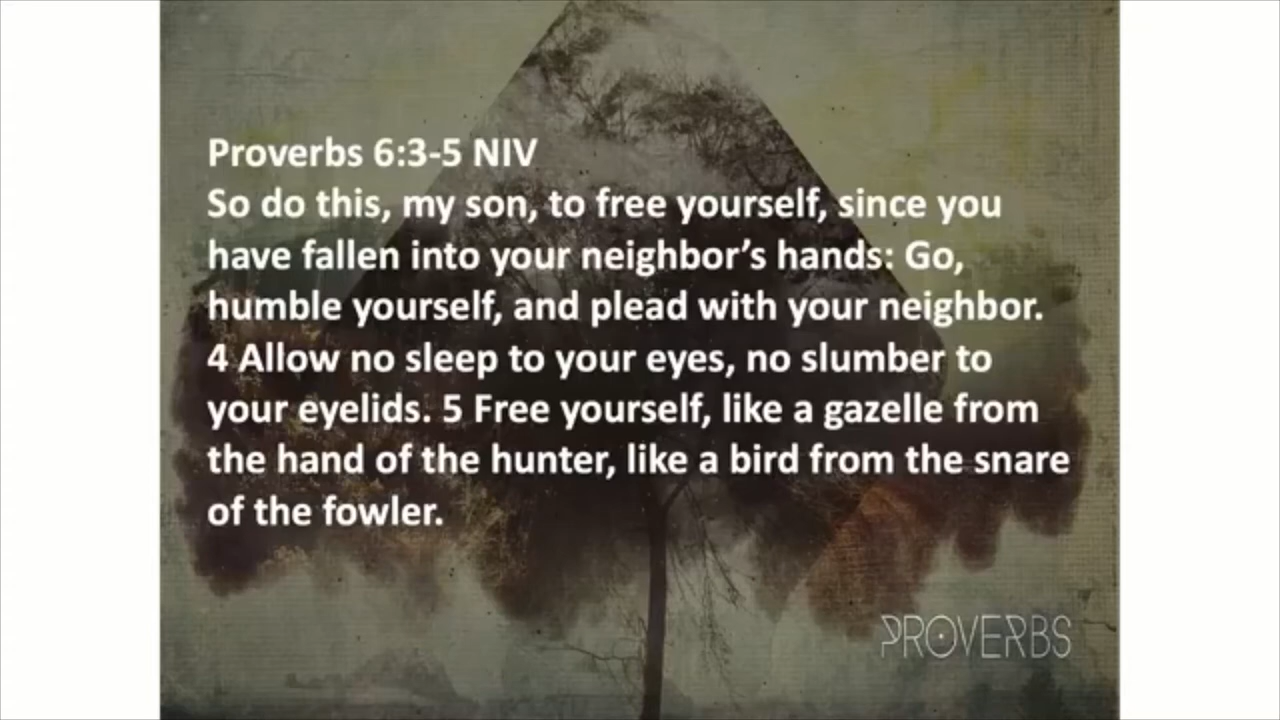 Proverbs 6:3-5 NIV
So do this, my son, to free yourself, since you
have fallen into your neighbor’s hands: Go,
humble yourself, and plead with your neighbor.
4 Allow no sleep to your eyes, no slumber to
your eyelids. 5 Free yourself, like a gazelle from
the hand of the hunter, like a bird from the snare
of the fowler.
PROVERBS